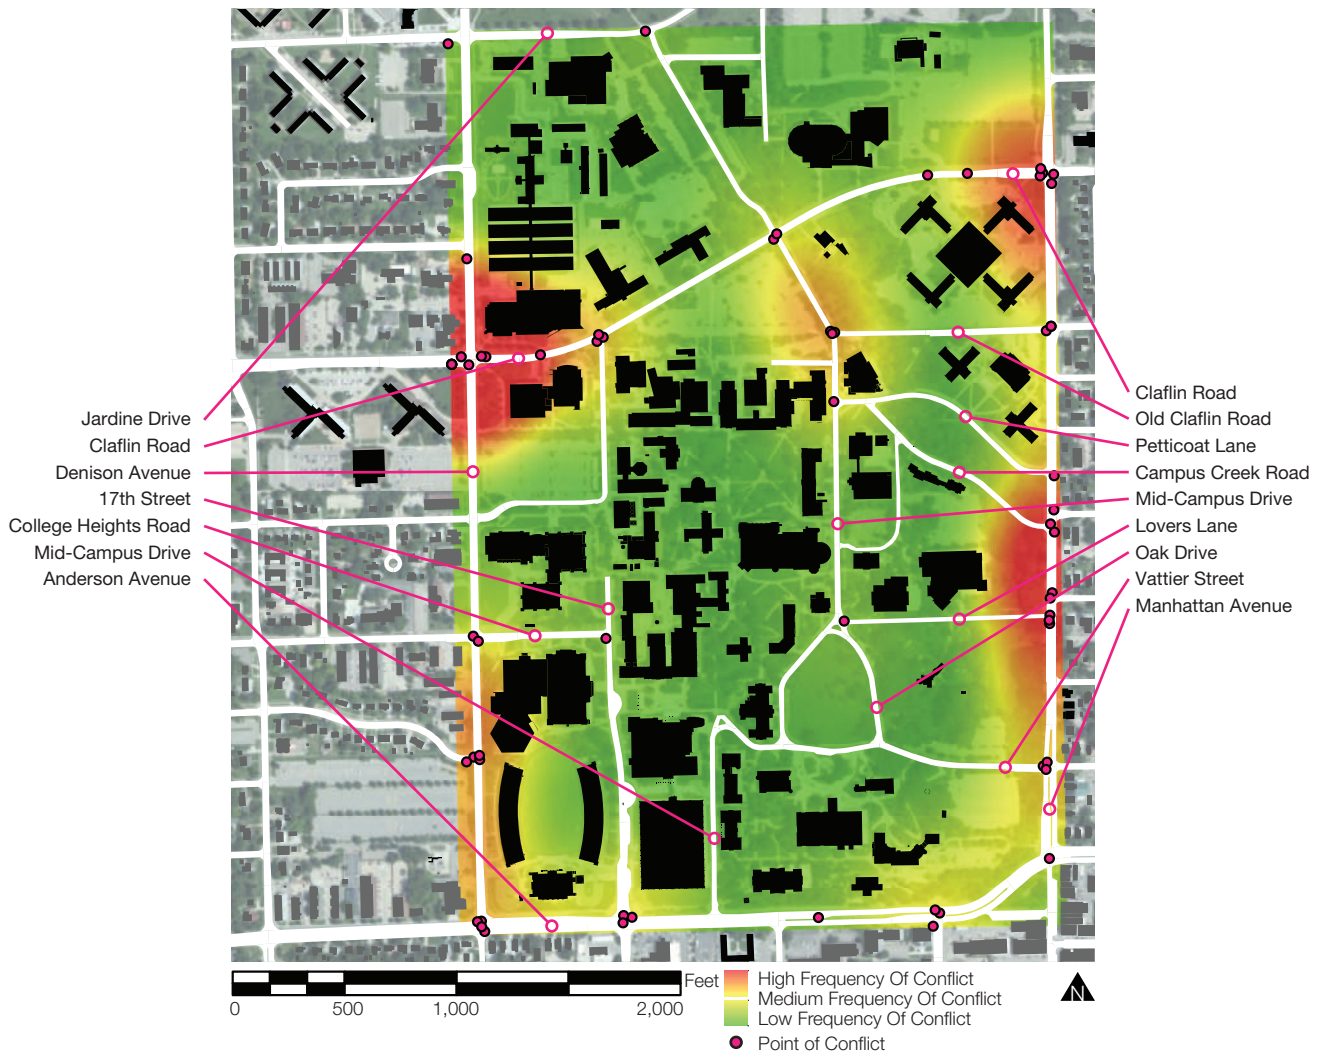 Jardine Drive
Claflin Road
Denison Avenue
17th Street
College Heights Road
Mid-Campus Drive
Anderson Avenue
Claflin Road
Old Claflin Road
Petticoat Lane
Campus Creek Road
Mid-Campus Drive
Lovers Lane
Oak Drive
Vattier Street
Manhattan Avenue
Feet
0 500 1,000 2,000
High Frequency Of Conflict
Medium Frequency Of Conflict
Low Frequency Of Conflict
Point of Conflict
N